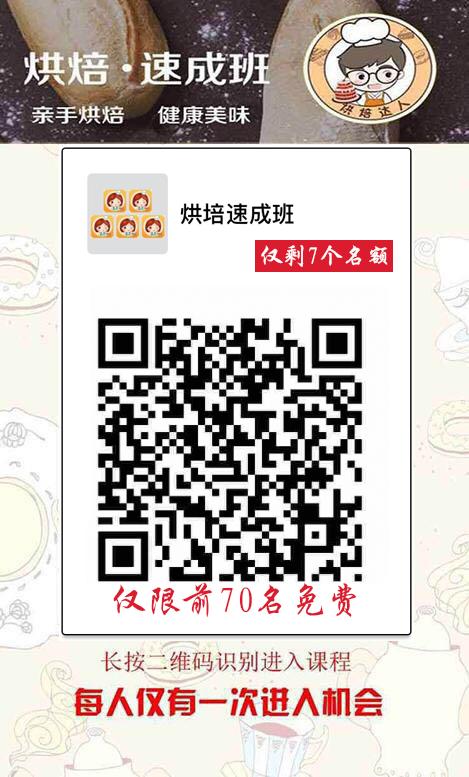 烘焙·速成班
亲手烘焙 健康美味
烘焙达人
烘培速成班
仅剩7个名额
仅限前70名免费
长按二维码识别进入课程
每人仅有一次进入机会